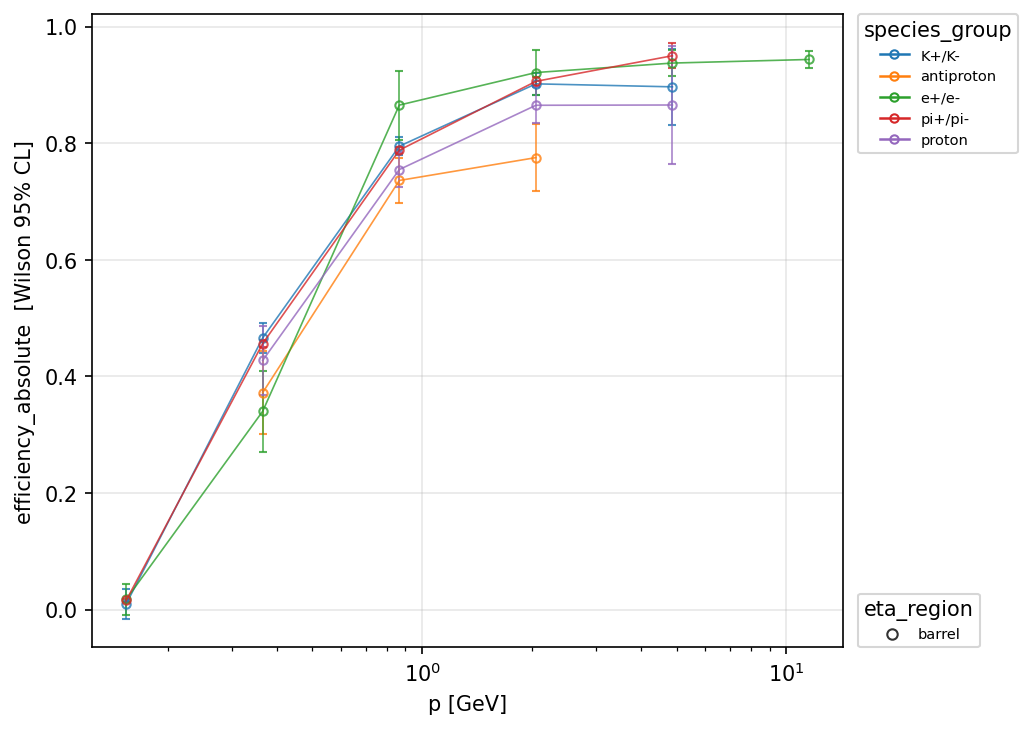 species_group
K+/K-
antiproton
e+/e-
pi+/pi-
proton
eta_region
barrel
efficiency_absolute [Wilson 95% CL]
1.0
0.8
0.6
0.4
0.2
0.0
10⁰
10¹
p [GeV]